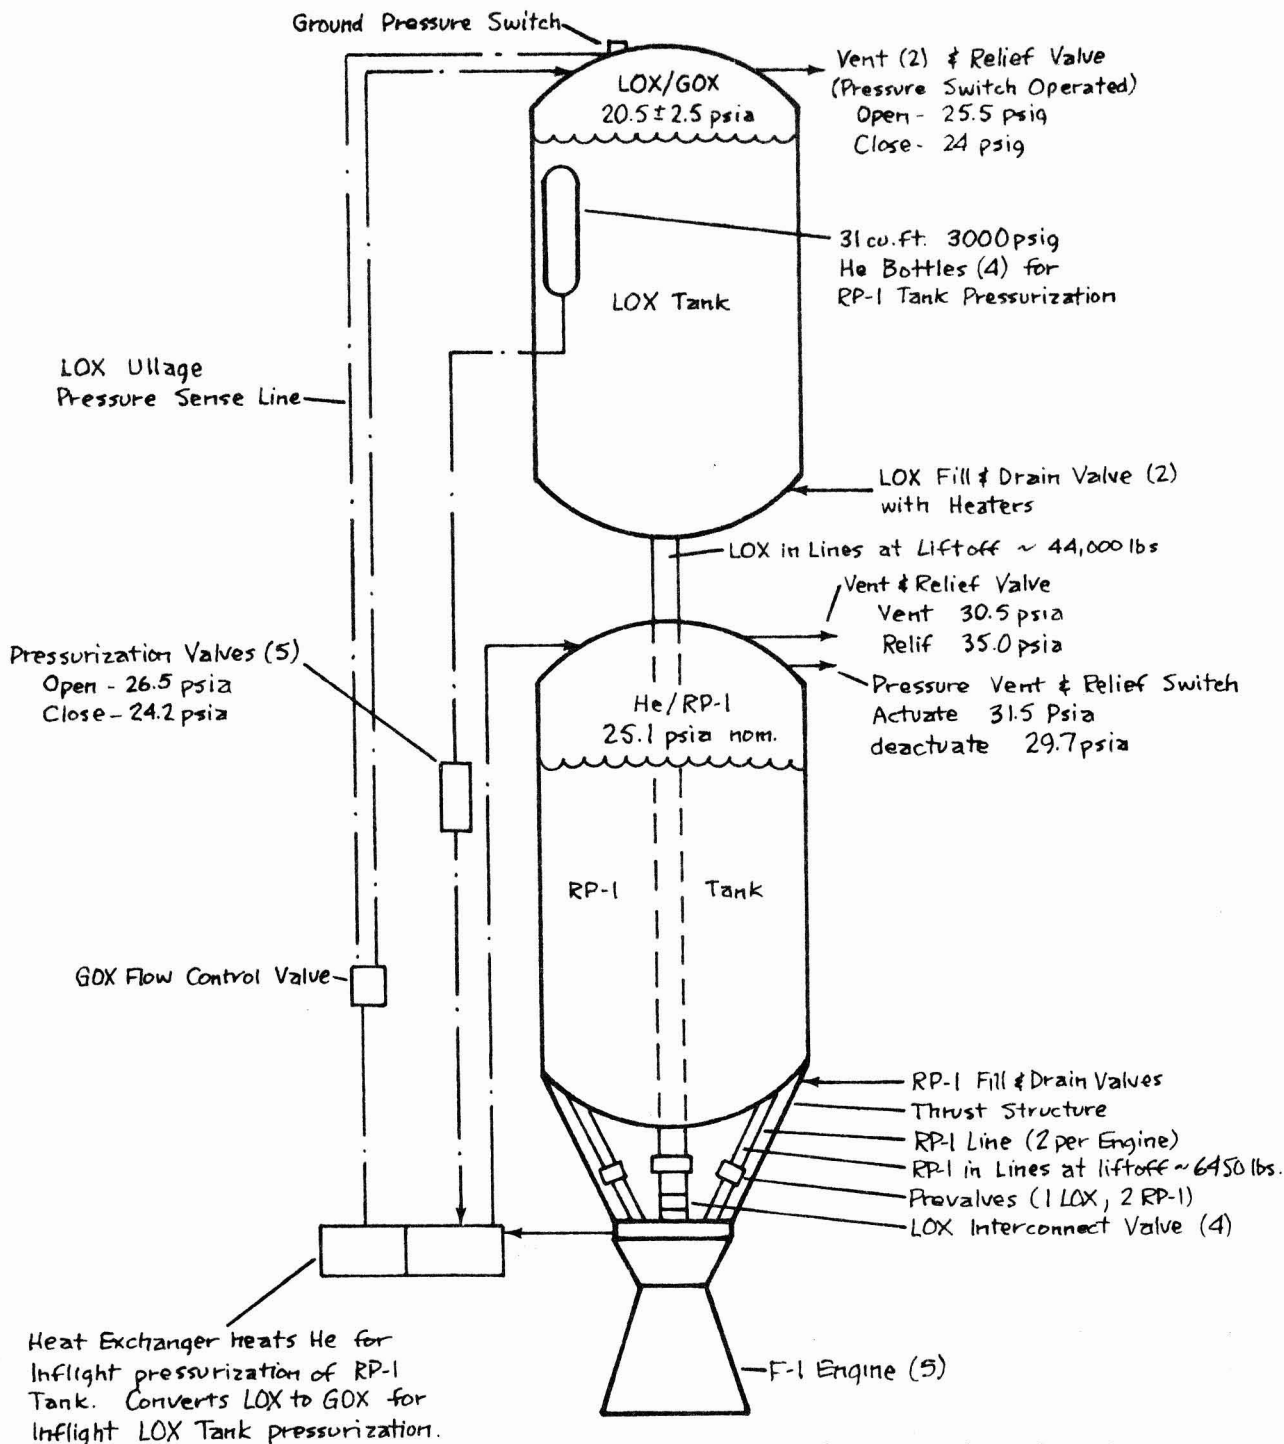 Ground Pressure Switch
LOX/GOX
20.5 ± 2.5 psia
Vent (2) & Relief Valve
(Pressure Switch Operated)
Open - 25.5 psig
Close - 24 psig
31 cu.ft. 3000 psig
He Bottles (4) for
RP-1 Tank Pressurization
LOX Tank
LOX Ullage
Pressure Sense Line
LOX Fill & Drain Valve (2)
with Heaters
LOX in Lines at Liftoff ~ 44,000 lbs
Vent & Relief Valve
Vent 30.5 psia
Relif 35.0 psia
Pressurization Valves (5)
Open - 26.5 psia
Close - 24.2 psia
Pressure Vent & Relief Switch
Actuate 31.5 Psia
deactuate 29.7 psia
He/RP-1
25.1 psia nom.
RP-1 Tank
GOX Flow Control Valve
RP-1 Fill & Drain Valves
Thrust Structure
RP-1 Line (2 per Engine)
RP-1 in Lines at liftoff ~ 6450 lbs.
Prevalves (1 LOX, 2 RP-1)
LOX Interconnect Valve (4)
Heat Exchanger heats He for
Inflight pressurization of RP-1
Tank. Converts LOX to GOX for
Inflight LOX Tank pressurization.
F-1 Engine (5)